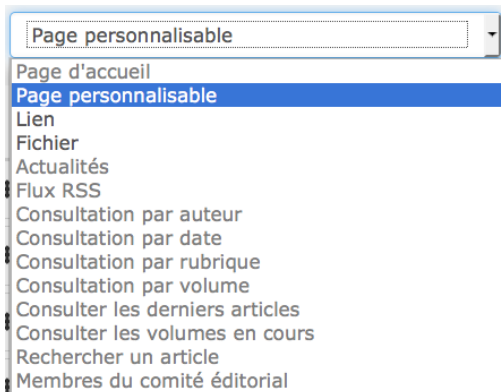 Page personnalisable
Page d'accueil
Page personnalisable
Lien
Fichier
Actualités
Flux RSS
Consultation par auteur
Consultation par date
Consultation par rubrique
Consultation par volume
Consulter les derniers articles
Consulter les volumes en cours
Rechercher un article
Membres du comité éditorial